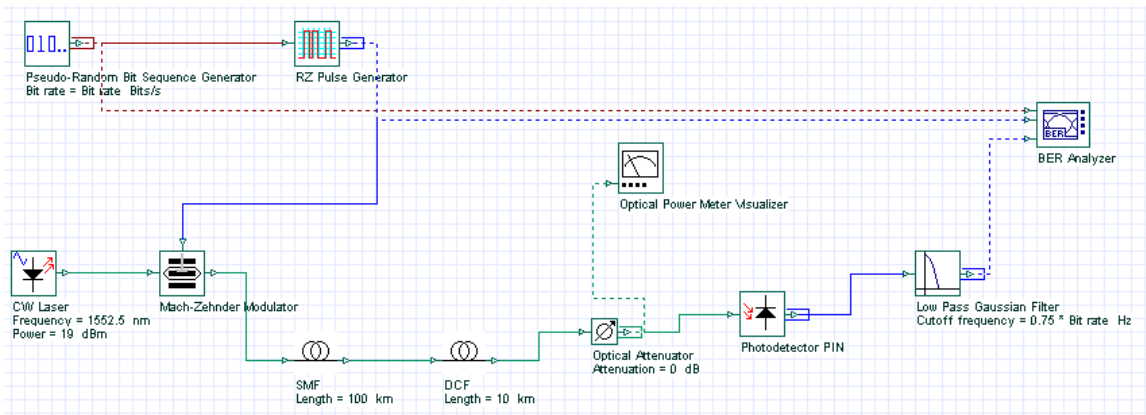 010..
Pseudo-Random Bit Sequence Generator
Bit rate = Bit rate Bits/s
RZ Pulse Generator
BER
BER Analyzer
Optical Power Meter Visualizer
CW Laser
Frequency = 1552.5 nm
Power = 19 dBm
Mach-Zehnder Modulator
SMF
Length = 100 km
DCF
Length = 10 km
Optical Attenuator
Attenuation = 0 dB
Photodetector PIN
Low Pass Gaussian Filter
Cutoff frequency = 0.75 * Bit rate Hz